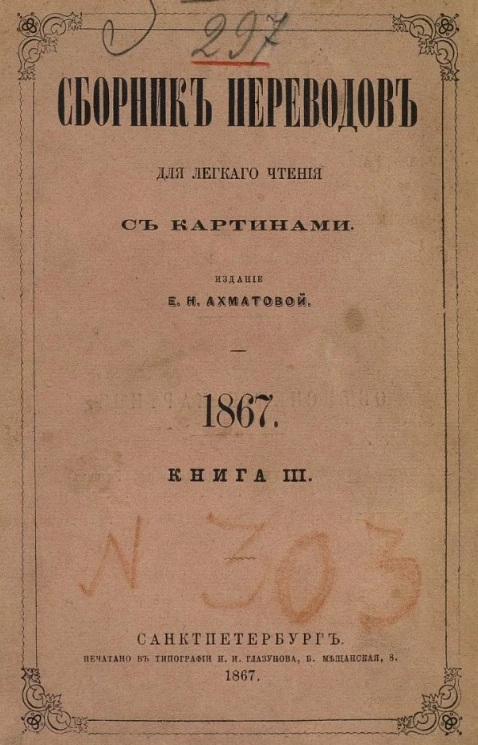 297
СБОРНИКЪ ПЕРЕВОДОВЪ
ДЛЯ ЛЕГКАГО ЧТЕНІЯ
СЪ КАРТИНАМИ.
ИЗДАНІЕ
Е. Н. АХМАТОВОЙ.
1867.
КНИГА III.
N 303
САНКТПЕТЕРБУРГЪ.
ПЕЧАТАНО ВЪ ТИПОГРАФІИ И. И. ГЛАЗУНОВА, Б. МѢЩАНСКАЯ, 8.
1867.